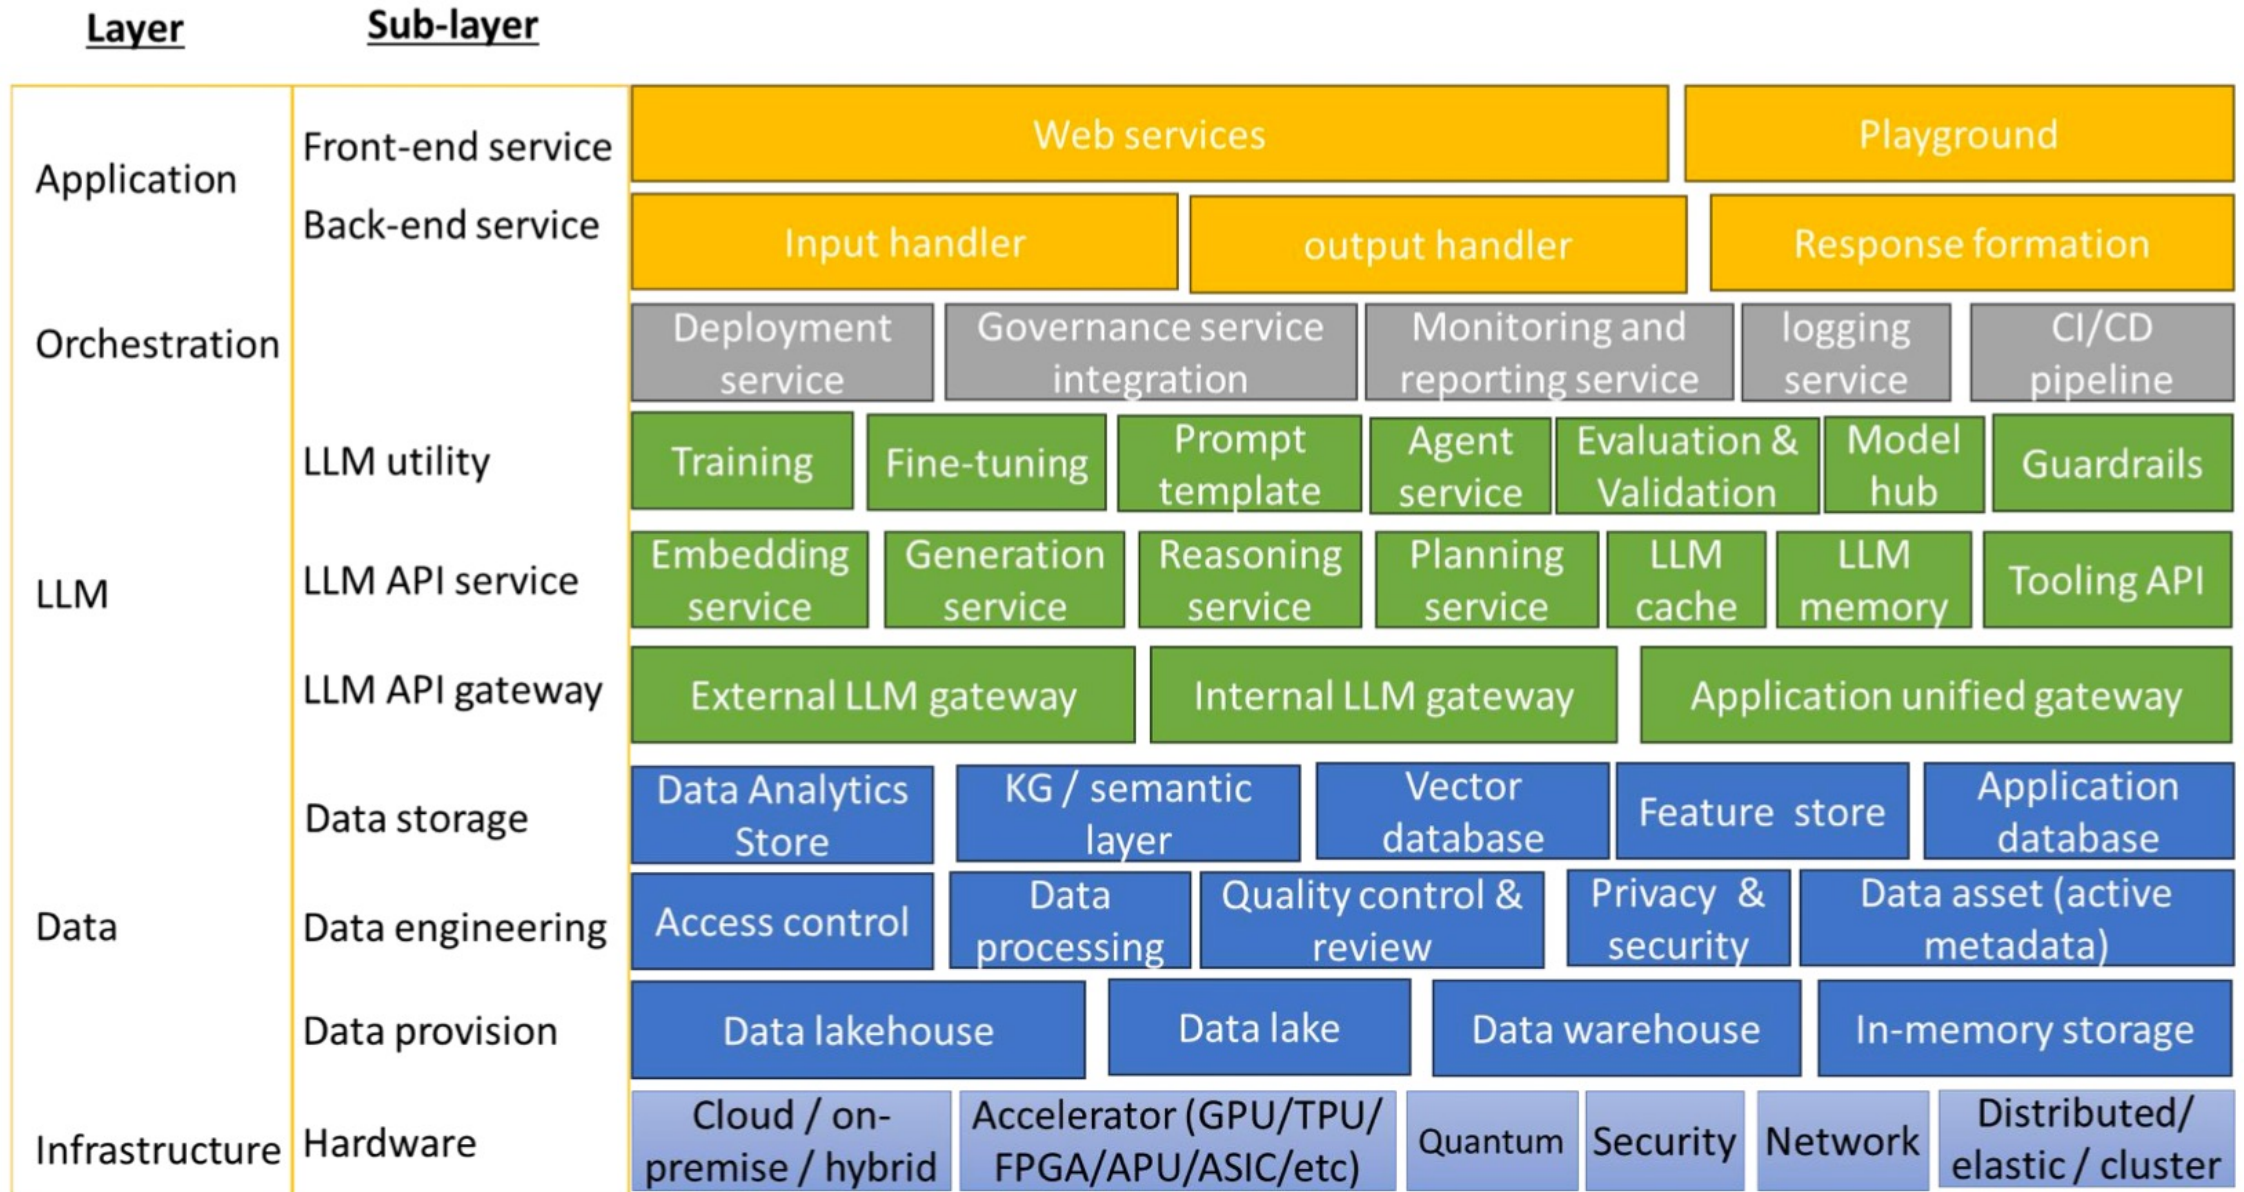 Layer
Sub-layer
Application
Front-end service
Web services
Playground
Back-end service
Input handler
output handler
Response formation
Orchestration
Deployment
service
Governance service
integration
Monitoring and
reporting service
logging
service
CI/CD
pipeline
LLM
LLM utility
Training
Fine-tuning
Prompt
template
Agent
service
Evaluation &
Validation
Model
hub
Guardrails
LLM API service
Embedding
service
Generation
service
Reasoning
service
Planning
service
LLM
cache
LLM
memory
Tooling API
LLM API gateway
External LLM gateway
Internal LLM gateway
Application unified gateway
Data
Data storage
Data Analytics
Store
KG / semantic
layer
Vector
database
Feature  store
Application
database
Data engineering
Access control
Data
processing
Quality control &
review
Privacy  &
security
Data asset (active
metadata)
Data provision
Data lakehouse
Data lake
Data warehouse
In-memory storage
Infrastructure
Hardware
Cloud / on-
premise / hybrid
Accelerator (GPU/TPU/
FPGA/APU/ASIC/etc)
Quantum
Security
Network
Distributed/
elastic / cluster